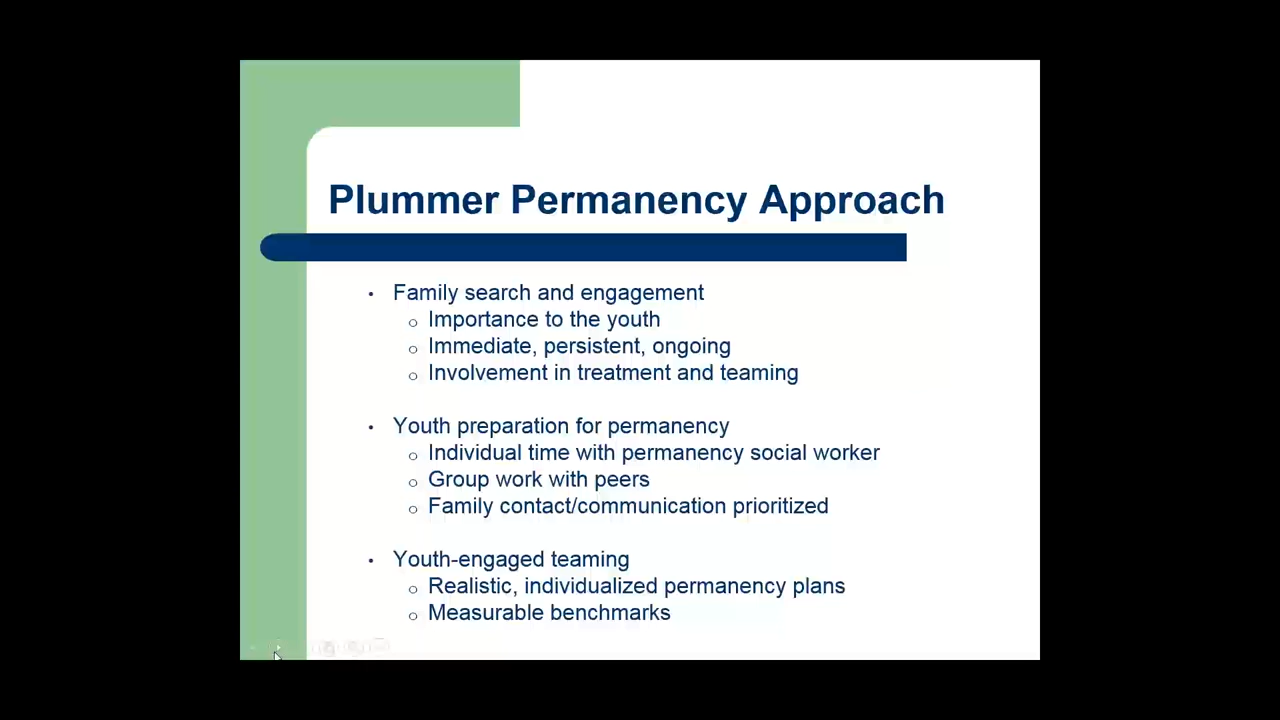 Plummer Permanency Approach
• Family search and engagement
o Importance to the youth
o Immediate, persistent, ongoing
o Involvement in treatment and teaming
• Youth preparation for permanency
o Individual time with permanency social worker
o Group work with peers
o Family contact/communication prioritized
• Youth-engaged teaming
o Realistic, individualized permanency plans
o Measurable benchmarks